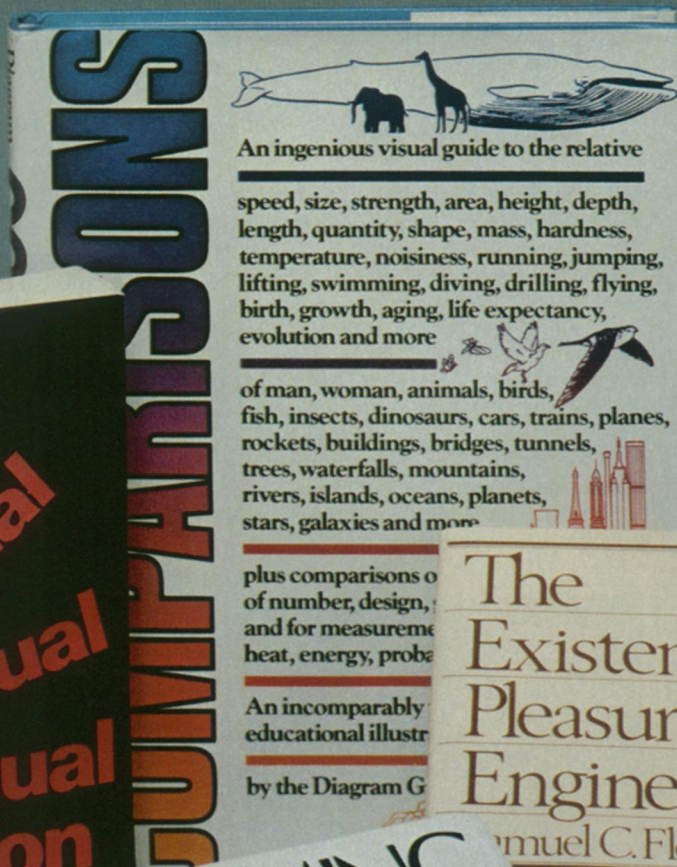 COMPARISONS
An ingenious visual guide to the relative
speed, size, strength, area, height, depth,
length, quantity, shape, mass, hardness,
temperature, noisiness, running, jumping,
lifting, swimming, diving, drilling, flying,
birth, growth, aging, life expectancy,
evolution and more
of man, woman, animals, birds,
fish, insects, dinosaurs, cars, trains, planes,
rockets, buildings, bridges, tunnels,
trees, waterfalls, mountains,
rivers, islands, oceans, planets,
stars, galaxies and more
plus comparisons o
of number, design,
and for measureme
heat, energy, proba
An incomparably
educational illustr
by the Diagram G
The
Existen
Pleasur
Engine
amuel C. Fl
al
ual
ual
on